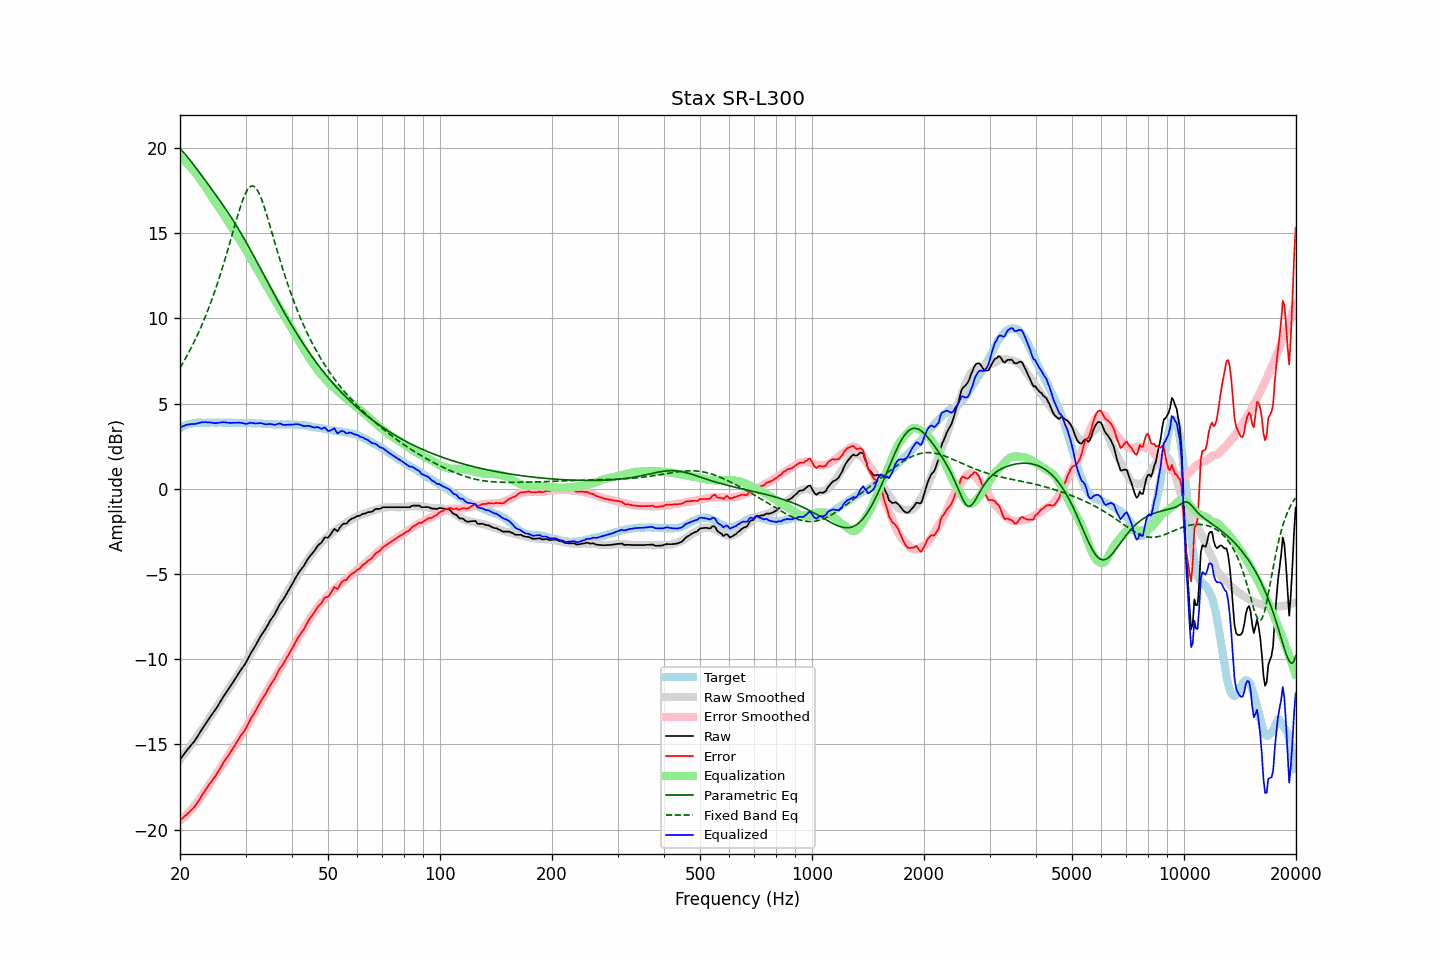 Stax SR-L300
Amplitude (dBr)
20
15
10
5
0
−5
−10
−15
−20
Target
Raw Smoothed
Error Smoothed
Raw
Error
Equalization
Parametric Eq
Fixed Band Eq
Equalized
20 50 100 200 500 1000 2000 5000 10000 20000
Frequency (Hz)